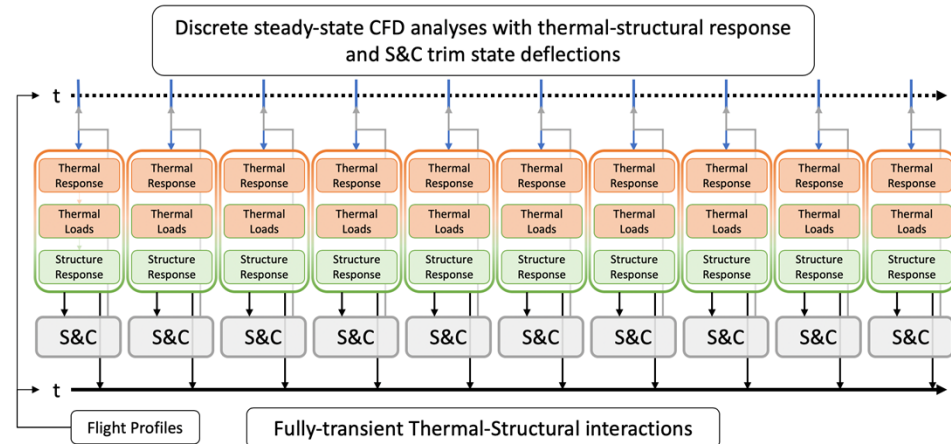 Discrete steady-state CFD analyses with thermal-structural response
and S&C trim state deflections
t
Thermal Response Thermal Response Thermal Response Thermal Response Thermal Response Thermal Response Thermal Response Thermal Response Thermal Response Thermal Response
Thermal Loads Thermal Loads Thermal Loads Thermal Loads Thermal Loads Thermal Loads Thermal Loads Thermal Loads Thermal Loads Thermal Loads
Structure Response Structure Response Structure Response Structure Response Structure Response Structure Response Structure Response Structure Response Structure Response Structure Response
S&C S&C S&C S&C S&C S&C S&C S&C S&C S&C
t
Flight Profiles
Fully-transient Thermal-Structural interactions